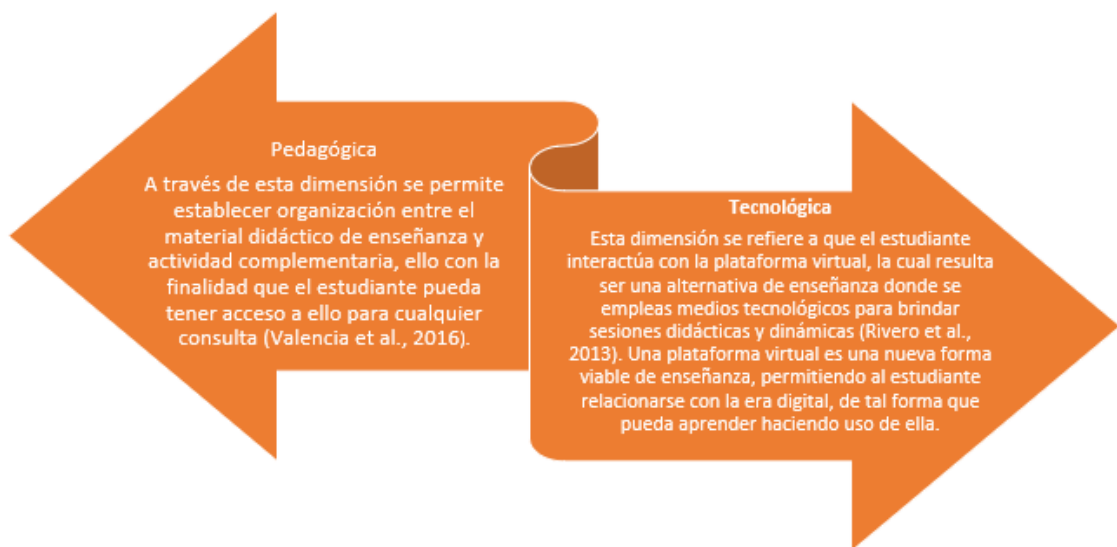 Pedagógica
A través de esta dimensión se permite
establecer organización entre el
material didáctico de enseñanza y
actividad complementaria, ello con la
finalidad que el estudiante pueda
tener acceso a ello para cualquier
consulta (Valencia et al., 2016).
Tecnológica
Esta dimensión se refiere a que el estudiante
interactúa con la plataforma virtual, la cual resulta
ser una alternativa de enseñanza donde se
empleas medios tecnológicos para brindar
sesiones didácticas y dinámicas (Rivero et al.,
2013). Una plataforma virtual es una nueva forma
viable de enseñanza, permitiendo al estudiante
relacionarse con la era digital, de tal forma que
pueda aprender haciendo uso de ella.